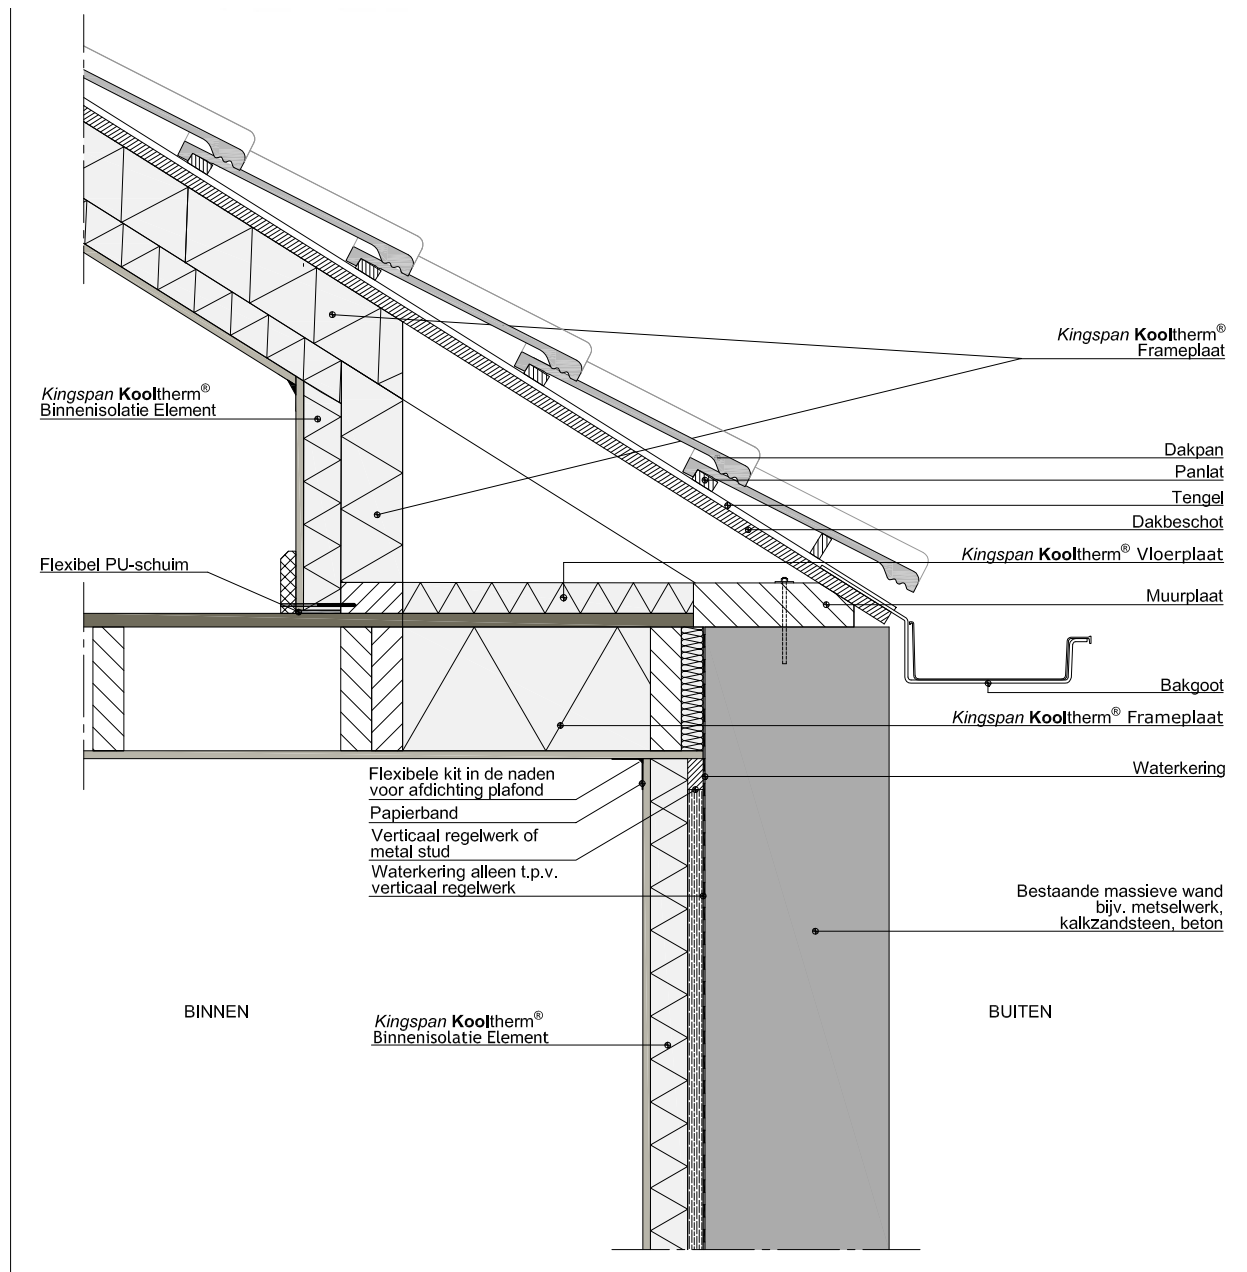 Kingspan Kooltherm®
Frameplaat
Kingspan Kooltherm®
Binnenisolatie Element
Dakpan
Panlat
Tengel
Dakbeschot
Kingspan Kooltherm® Vloerplaat
Flexibel PU-schuim
Muurplaat
Bakgoot
Kingspan Kooltherm® Frameplaat
Waterkering
Flexibele kit in de naden
voor afdichting plafond
Papierband
Verticaal regelwerk of
metal stud
Waterkering alleen t.p.v.
verticaal regelwerk
Bestaande massieve wand
bijv. metselwerk,
kalkzandsteen, beton
BINNEN
BUITEN
Kingspan Kooltherm®
Binnenisolatie Element